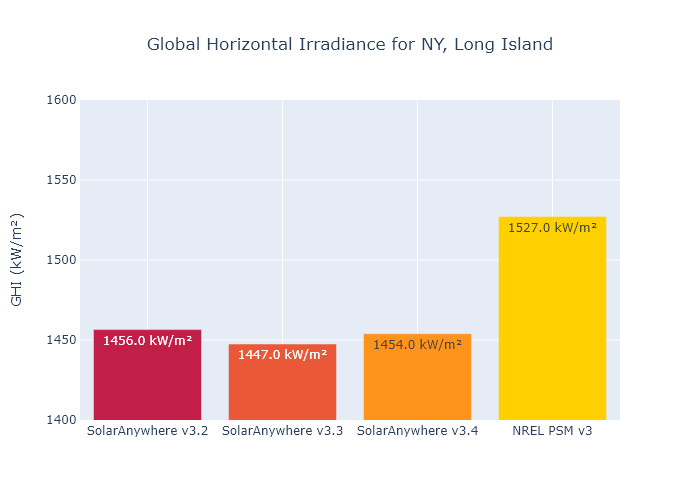 Global Horizontal Irradiance for NY, Long Island
1600
1550
1500
1450
1400
GHI (kW/m²)
1456.0 kW/m²
1447.0 kW/m²
1454.0 kW/m²
1527.0 kW/m²
SolarAnywhere v3.2
SolarAnywhere v3.3
SolarAnywhere v3.4
NREL PSM v3